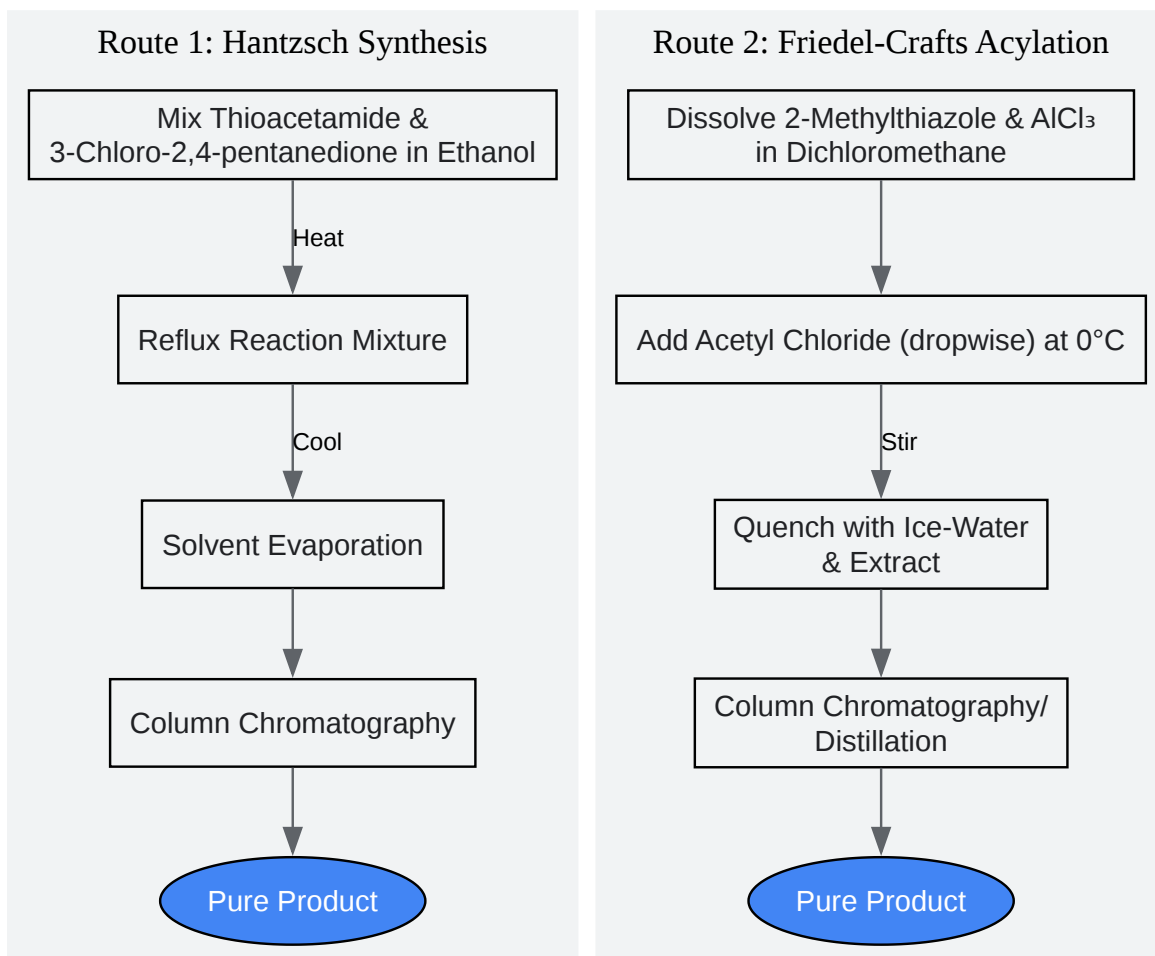 Route 1: Hantzsch Synthesis
Mix Thioacetamide &
3-Chloro-2,4-pentanedione in Ethanol
Heat
Reflux Reaction Mixture
Cool
Solvent Evaporation
Column Chromatography
Pure Product
Route 2: Friedel-Crafts Acylation
Dissolve 2-Methylthiazole & AlCl₃
in Dichloromethane
Add Acetyl Chloride (dropwise) at 0°C
Stir
Quench with Ice-Water
& Extract
Column Chromatography/
Distillation
Pure Product